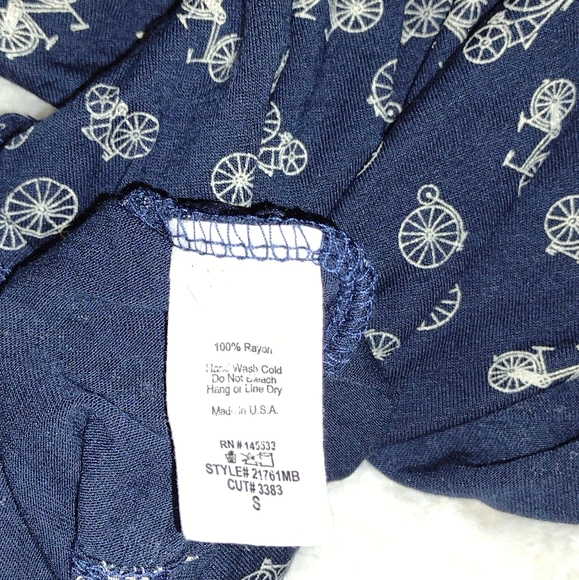 100% Rayon
Hand Wash Cold
Do Not Bleach
Hang or Line Dry
Made in U.S.A.
RN # 145533
STYLE# 21761MB
CUT# 3383
S